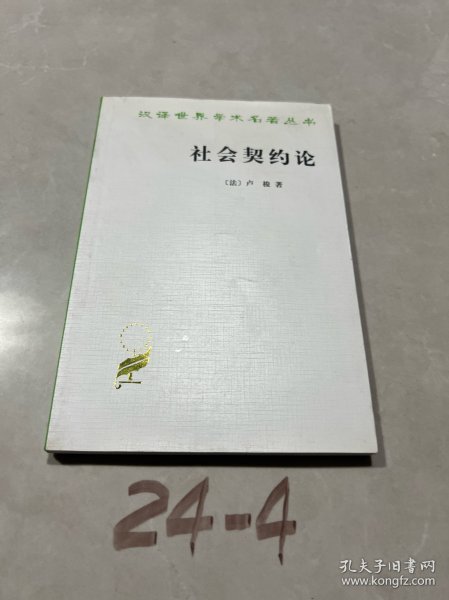 汉译世界学术名著丛书
社会契约论
〔法〕卢 梭 著
24-4
孔夫子旧书网
www.kongfz.com